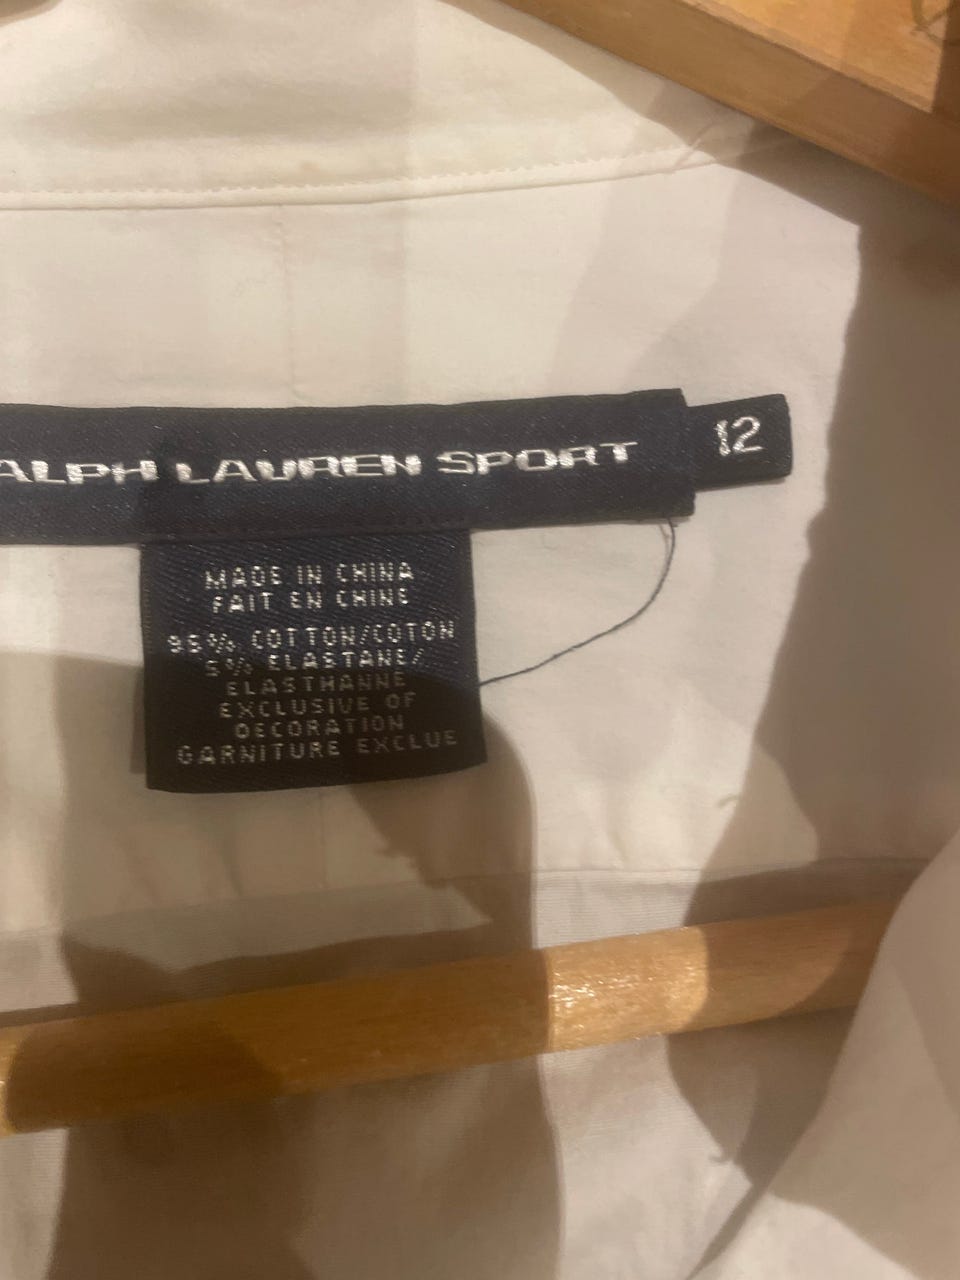 ALPH LAUREN SPORT
12
MADE IN CHINA
FAIT EN CHINE
95% COTTON/COTON
5% ELASTANE/
ELASTHANNE
EXCLUSIVE OF
DECORATION
GARNITURE EXCLUE